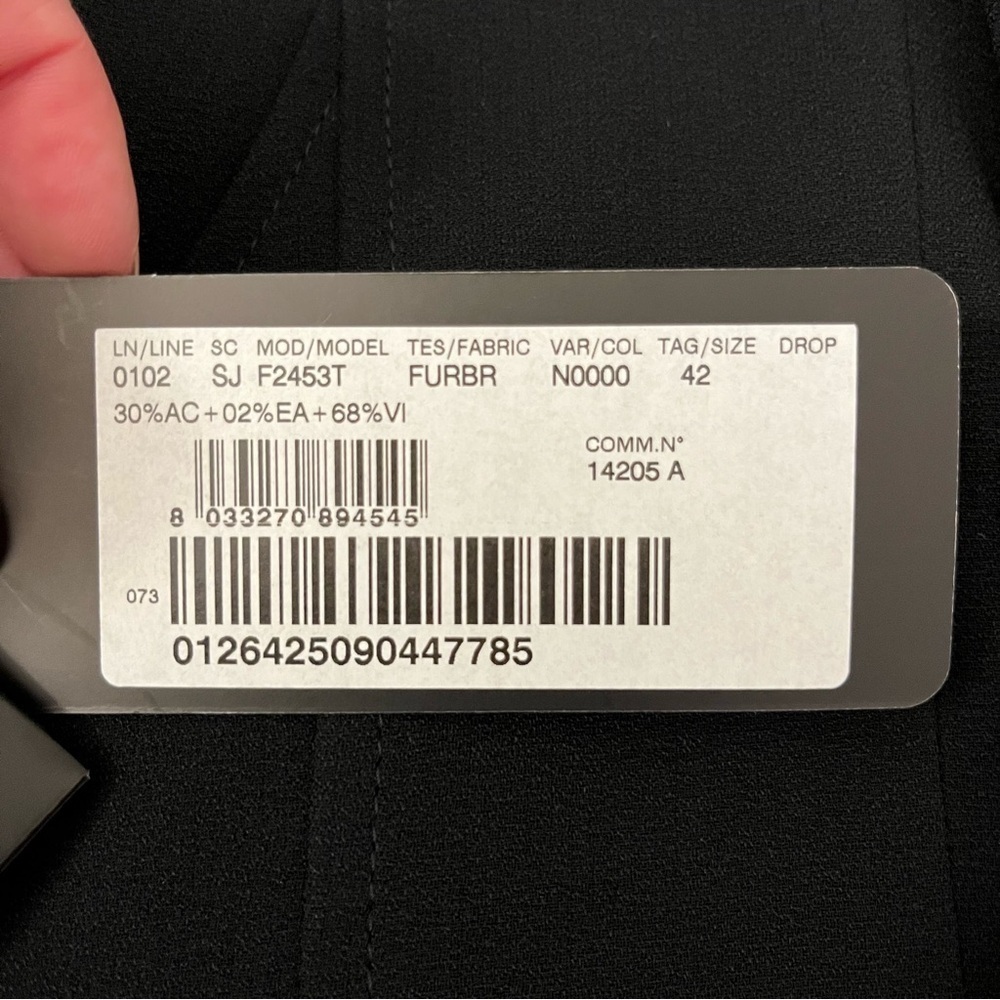 LN/LINE SC MOD/MODEL TES/FABRIC VAR/COL TAG/SIZE DROP
0102 SJ F2453T FURBR N0000 42
30%AC+02%EA+68%VI
COMM.N°
14205 A
8 033270 894545
073
0126425090447785